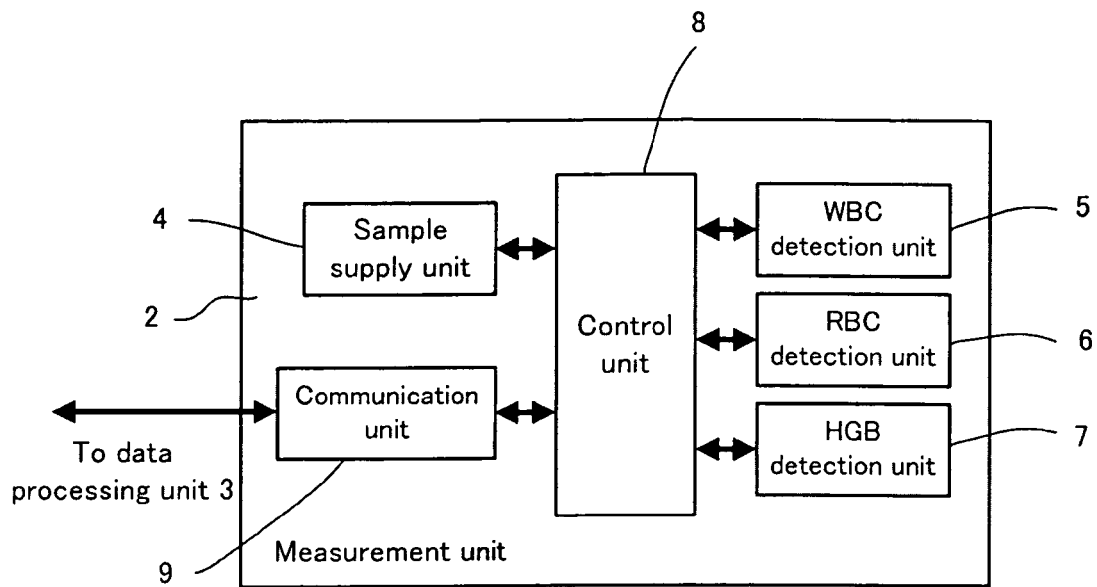 8
4
Sample
supply unit
WBC
detection unit
5
2
Control
unit
RBC
detection unit
6
Communication
unit
HGB
detection unit
7
To data
processing unit 3
9
Measurement unit